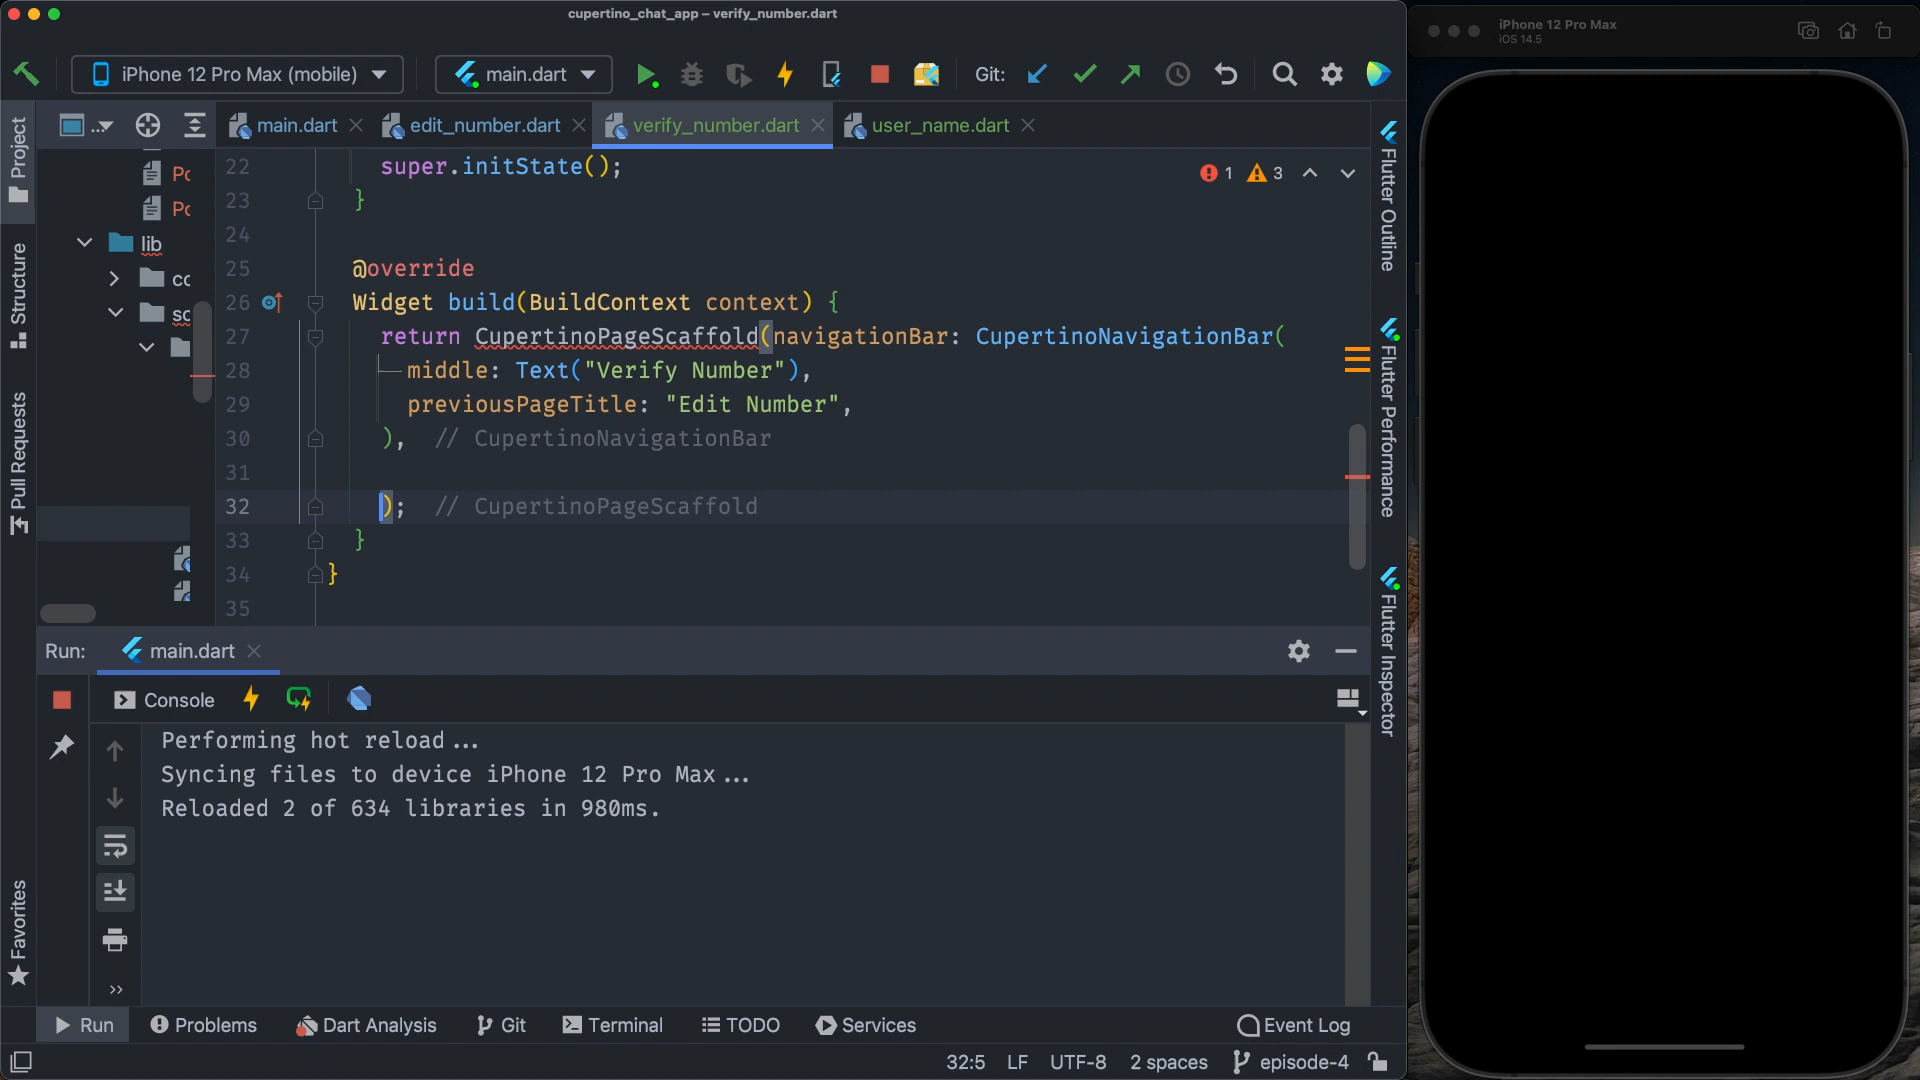 cupertino_chat_app – verify_number.dart
iPhone 12 Pro Max
iOS 14.5
iPhone 12 Pro Max (mobile)
main.dart
Git:
Project
main.dart
edit_number.dart
verify_number.dart
user_name.dart
22 super.initState();
1 3
23 }
24
25 @override
26 Widget build(BuildContext context) {
27 return CupertinoPageScaffold(navigationBar: CupertinoNavigationBar(
28 middle: Text("Verify Number"),
29 previousPageTitle: "Edit Number",
30 ), // CupertinoNavigationBar
31
32 ); // CupertinoPageScaffold
33 }
34 }
35
Pc
Pc
lib
cc
sc
Structure
Pull Requests
Favorites
Flutter Outline
Flutter Performance
Flutter Inspector
Run:
main.dart
Console
Performing hot reload...
Syncing files to device iPhone 12 Pro Max...
Reloaded 2 of 634 libraries in 980ms.
Run
Problems
Dart Analysis
Git
Terminal
TODO
Services
Event Log
32:5
LF
UTF-8
2 spaces
episode-4